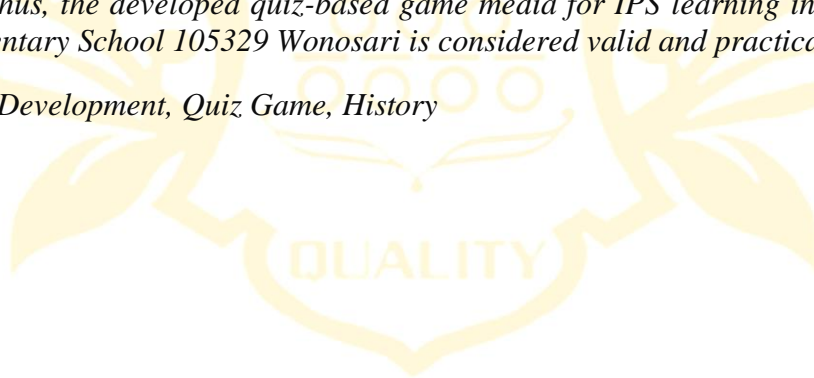 hus, the developed quiz-based game media for IPS learning in
entary School 105329 Wonosari is considered valid and practica
Development, Quiz Game, History
QUALITY